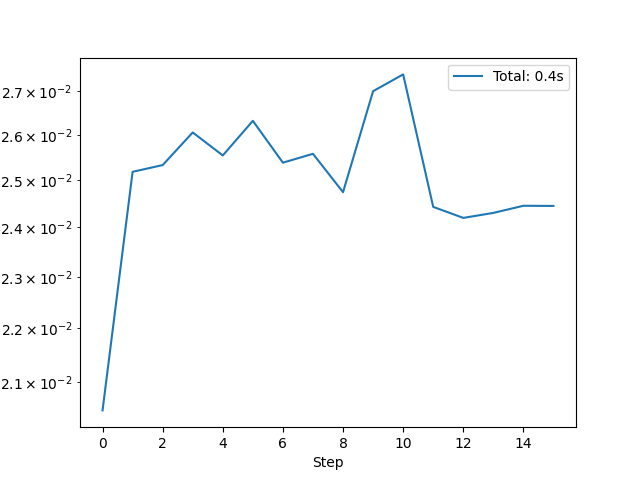 Total: 0.4s
2.7 × 10⁻²
2.6 × 10⁻²
2.5 × 10⁻²
2.4 × 10⁻²
2.3 × 10⁻²
2.2 × 10⁻²
2.1 × 10⁻²
0 2 4 6 8 10 12 14
Step